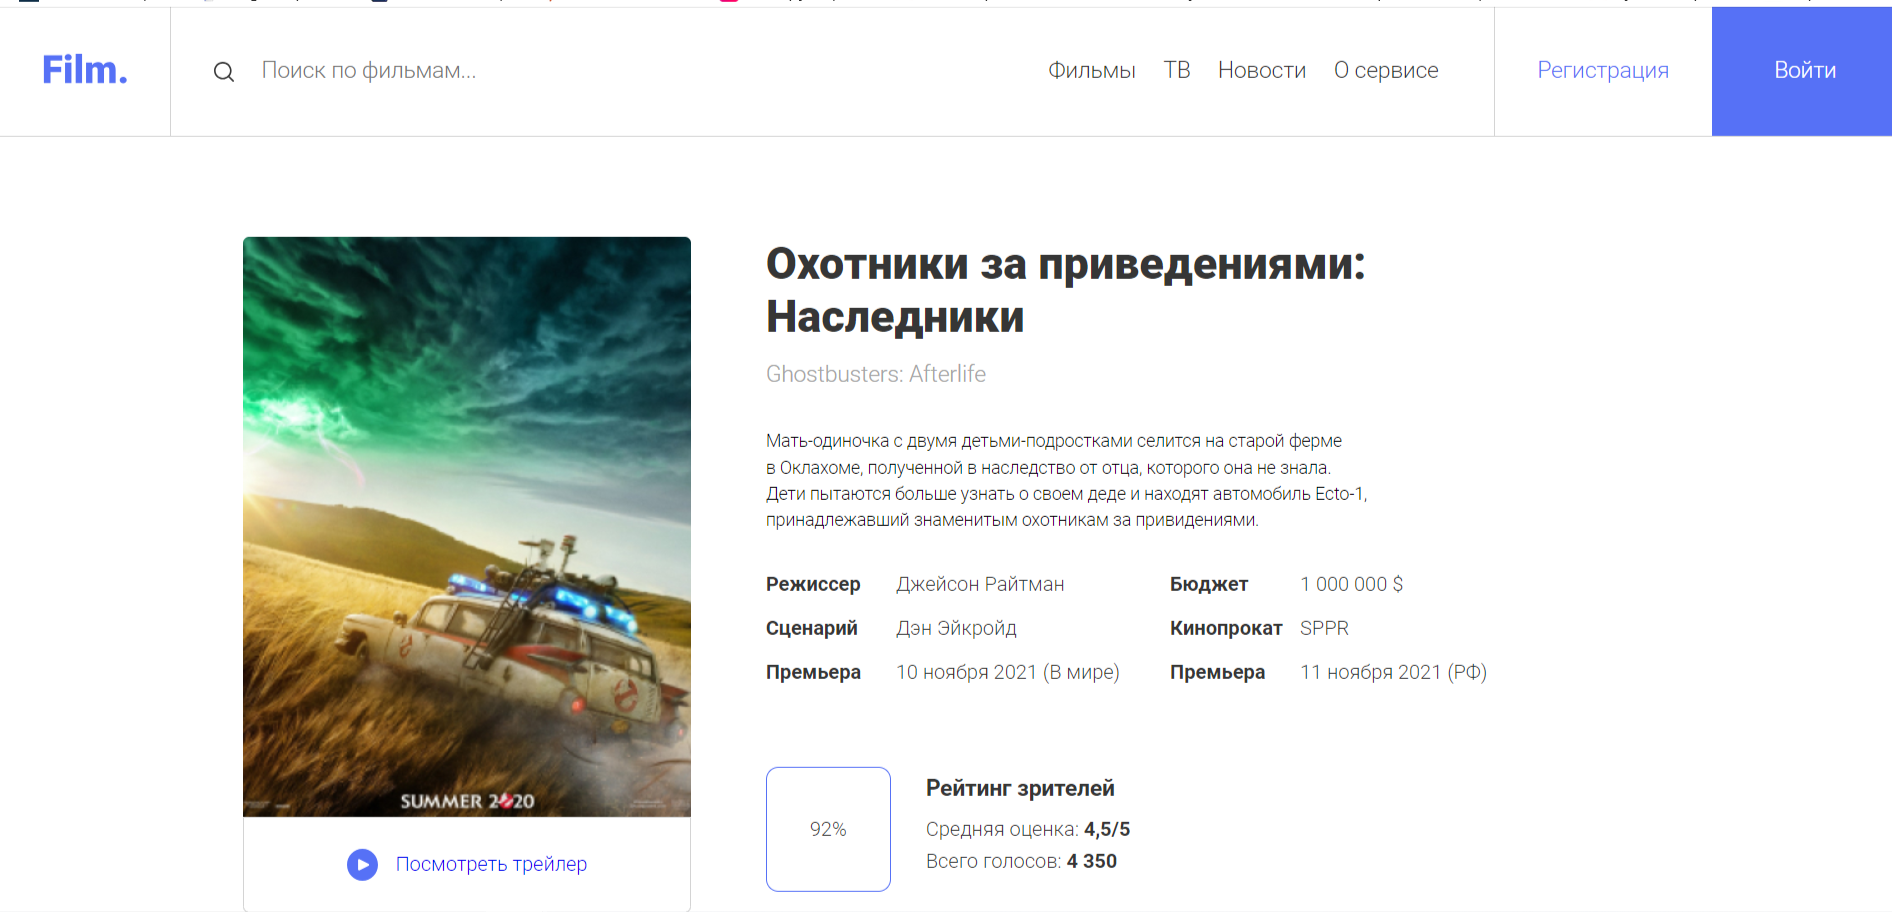 Film.
Поиск по фильмам...
Фильмы ТВ Новости О сервисе
Регистрация
Войти
Охотники за приведениями:
Наследники
Ghostbusters: Afterlife
Мать-одиночка с двумя детьми-подростками селится на старой ферме
в Оклахоме, полученной в наследство от отца, которого она не знала.
Дети пытаются больше узнать о своем деде и находят автомобиль Ecto-1,
принадлежавший знаменитым охотникам за привидениями.
Режиссер Джейсон Райтман
Сценарий Дэн Эйкройд
Премьера 10 ноября 2021 (В мире)
Бюджет 1 000 000 $
Кинопрокат SPPR
Премьера 11 ноября 2021 (РФ)
SUMMER 2020
Посмотреть трейлер
92%
Рейтинг зрителей
Средняя оценка: 4,5/5
Всего голосов: 4 350